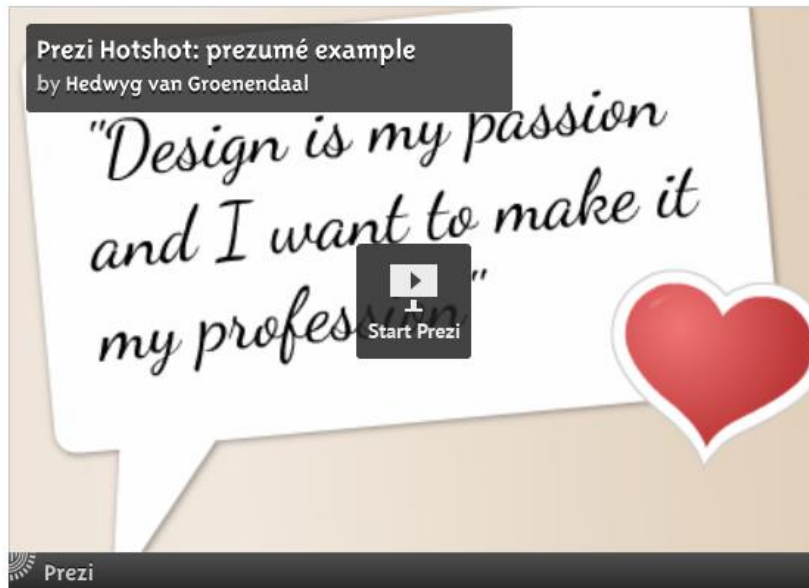 Prezi Hotshot: prezumé example
by Hedwyg van Groenendaal
"Design is my passion
and I want to make it
my profession"
Start Prezi
Prezi